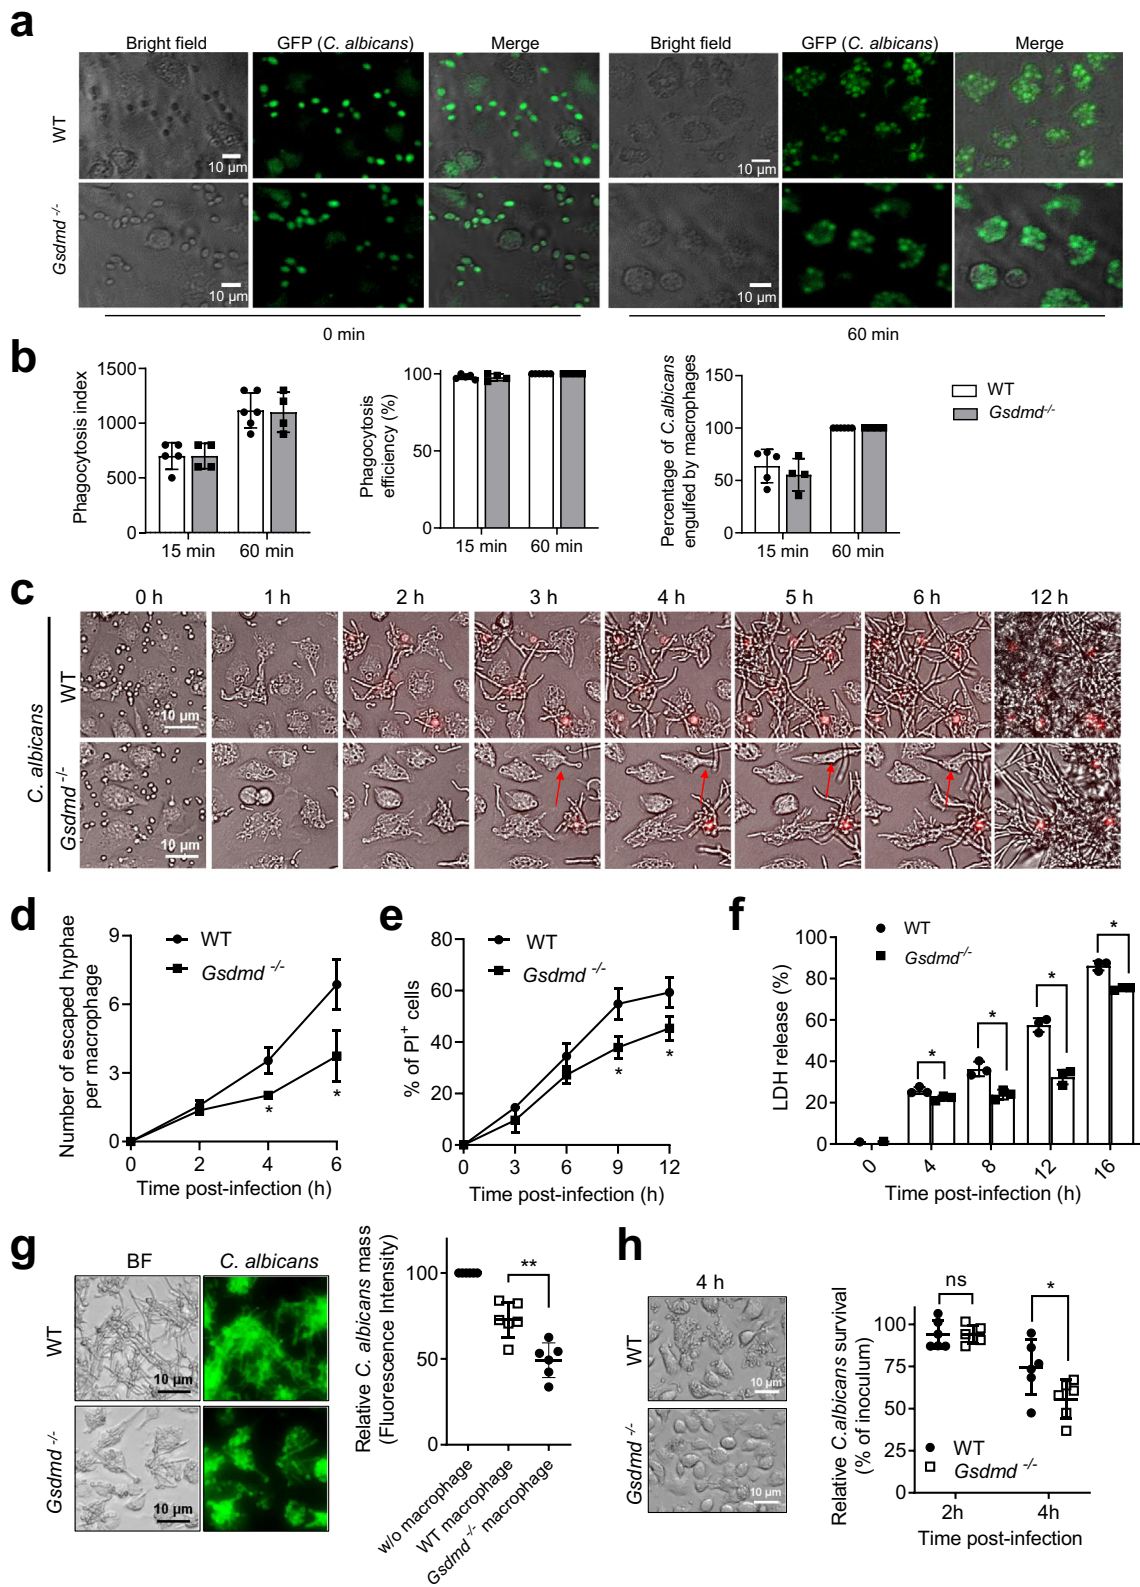 a
Bright field GFP (C. albicans) Merge Bright field GFP (C. albicans) Merge
WT
10 µm 10 µm
Gsdmd -/-
10 µm 10 µm
0 min 60 min
b
Phagocytosis index
1500
1000
500
0
15 min 60 min
Phagocytosis
efficiency (%)
100
50
0
15 min 60 min
Percentage of C.albicans
engulfed by macrophages
150
100
50
0
15 min 60 min
WT
Gsdmd-/-
c
0 h 1 h 2 h 3 h 4 h 5 h 6 h 12 h
C. albicans
WT
10 µm
Gsdmd -/-
10 µm
d
Number of escaped hyphae
per macrophage
9
6
3
0
WT
Gsdmd -/-
* *
0 2 4 6
Time post-infection (h)
e
% of PI+ cells
80
60
40
20
0
WT
Gsdmd -/-
* *
0 3 6 9 12
Time post-infection (h)
f
LDH release (%)
100
80
60
40
20
0
WT
Gsdmd-/-
* * * *
0 4 8 12 16
Time post-infection (h)
g
BF C. albicans
WT
10 µm
Gsdmd -/-
10 µm
Relative C. albicans mass
(Fluorescence Intensity)
100
50
0
**
w/o macrophage
WT macrophage
Gsdmd -/- macrophage
h
4 h
WT
10 µm
Gsdmd -/-
10 µm
Relative C.albicans survival
(% of inoculum)
100
75
50
25
0
ns *
WT
Gsdmd -/-
2h 4h
Time post-infection